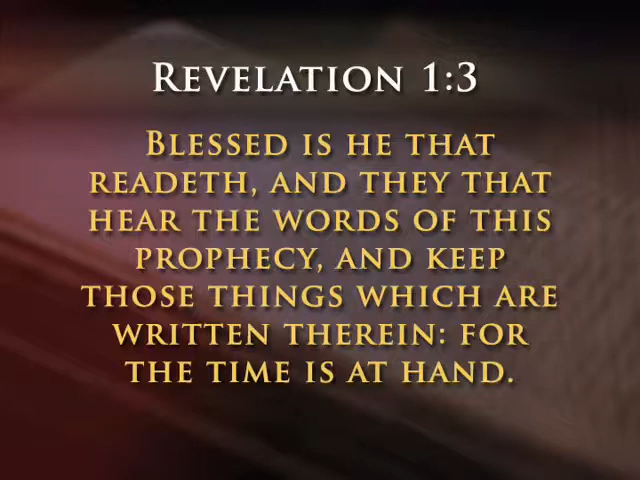 Revelation 1:3
Blessed is he that
readeth, and they that
hear the words of this
prophecy, and keep
those things which are
written therein: for
the time is at hand.